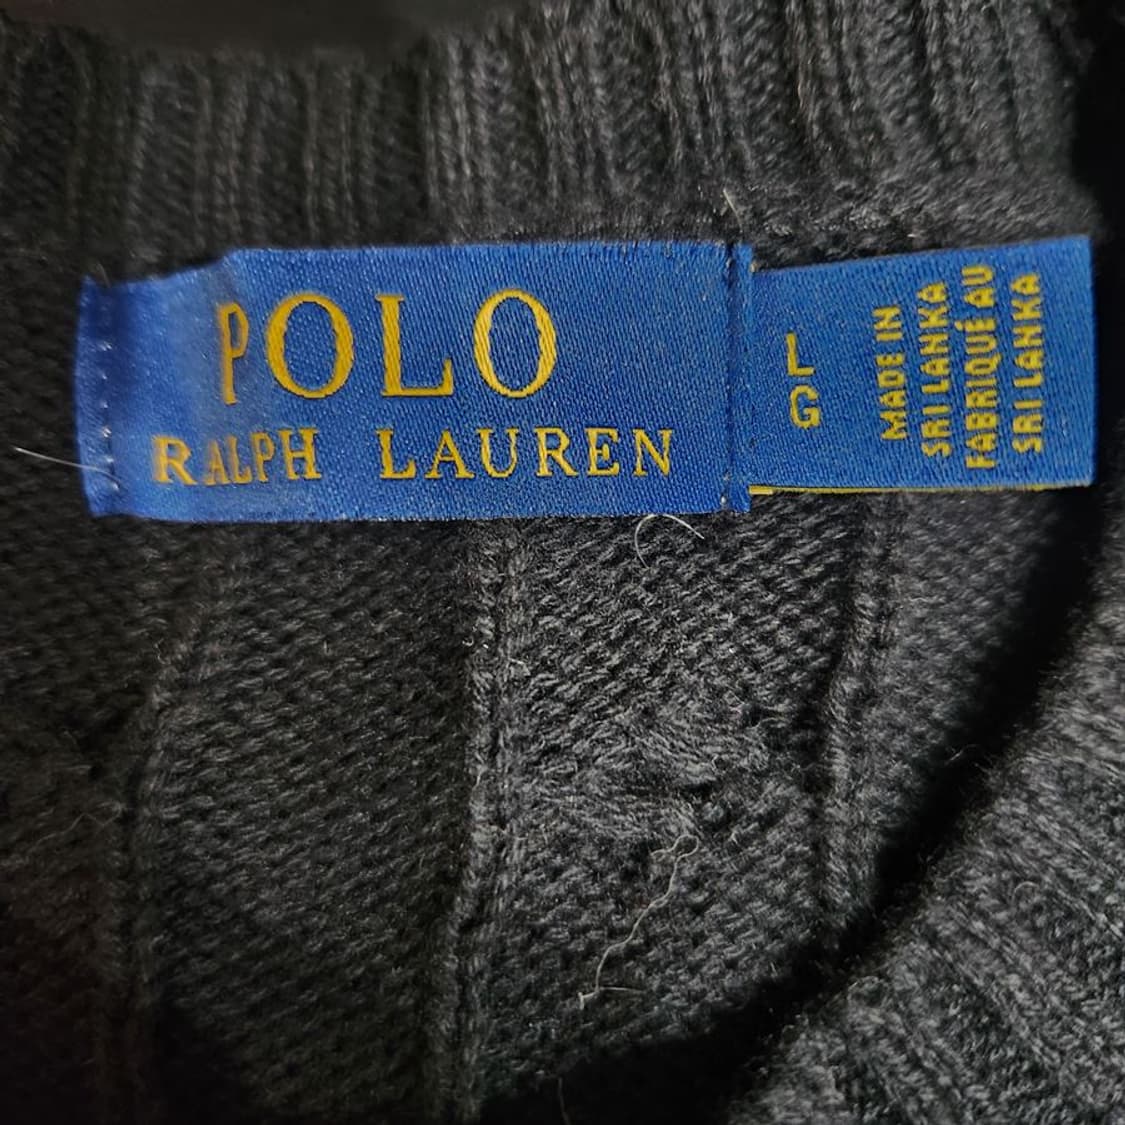 POLO
RALPH LAUREN
L
G
MADE IN
SRI LANKA
FABRIQUÉ AU
SRI LANKA